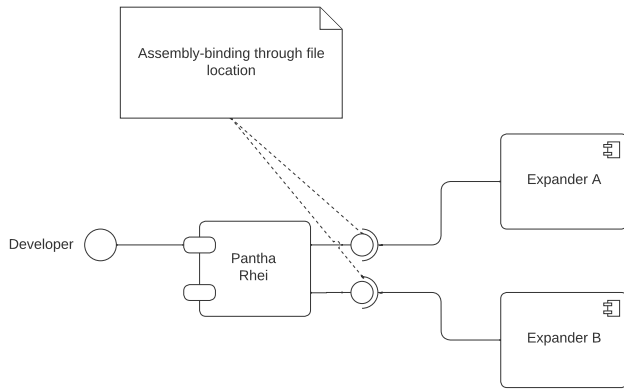 Assembly-binding through file
location
Expander A
Developer
Pantha
Rhei
Expander B